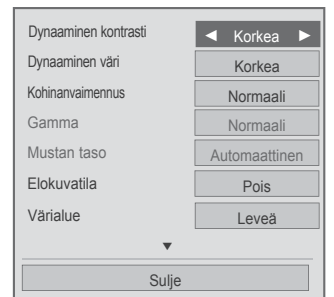 Dynaaminen kontrasti ◄ Korkea ►
Dynaaminen väri Korkea
Kohinanvaimennus Normaali
Gamma Normaali
Mustan taso Automaattinen
Elokuvatila Pois
Värialue Leveä
▼
Sulje